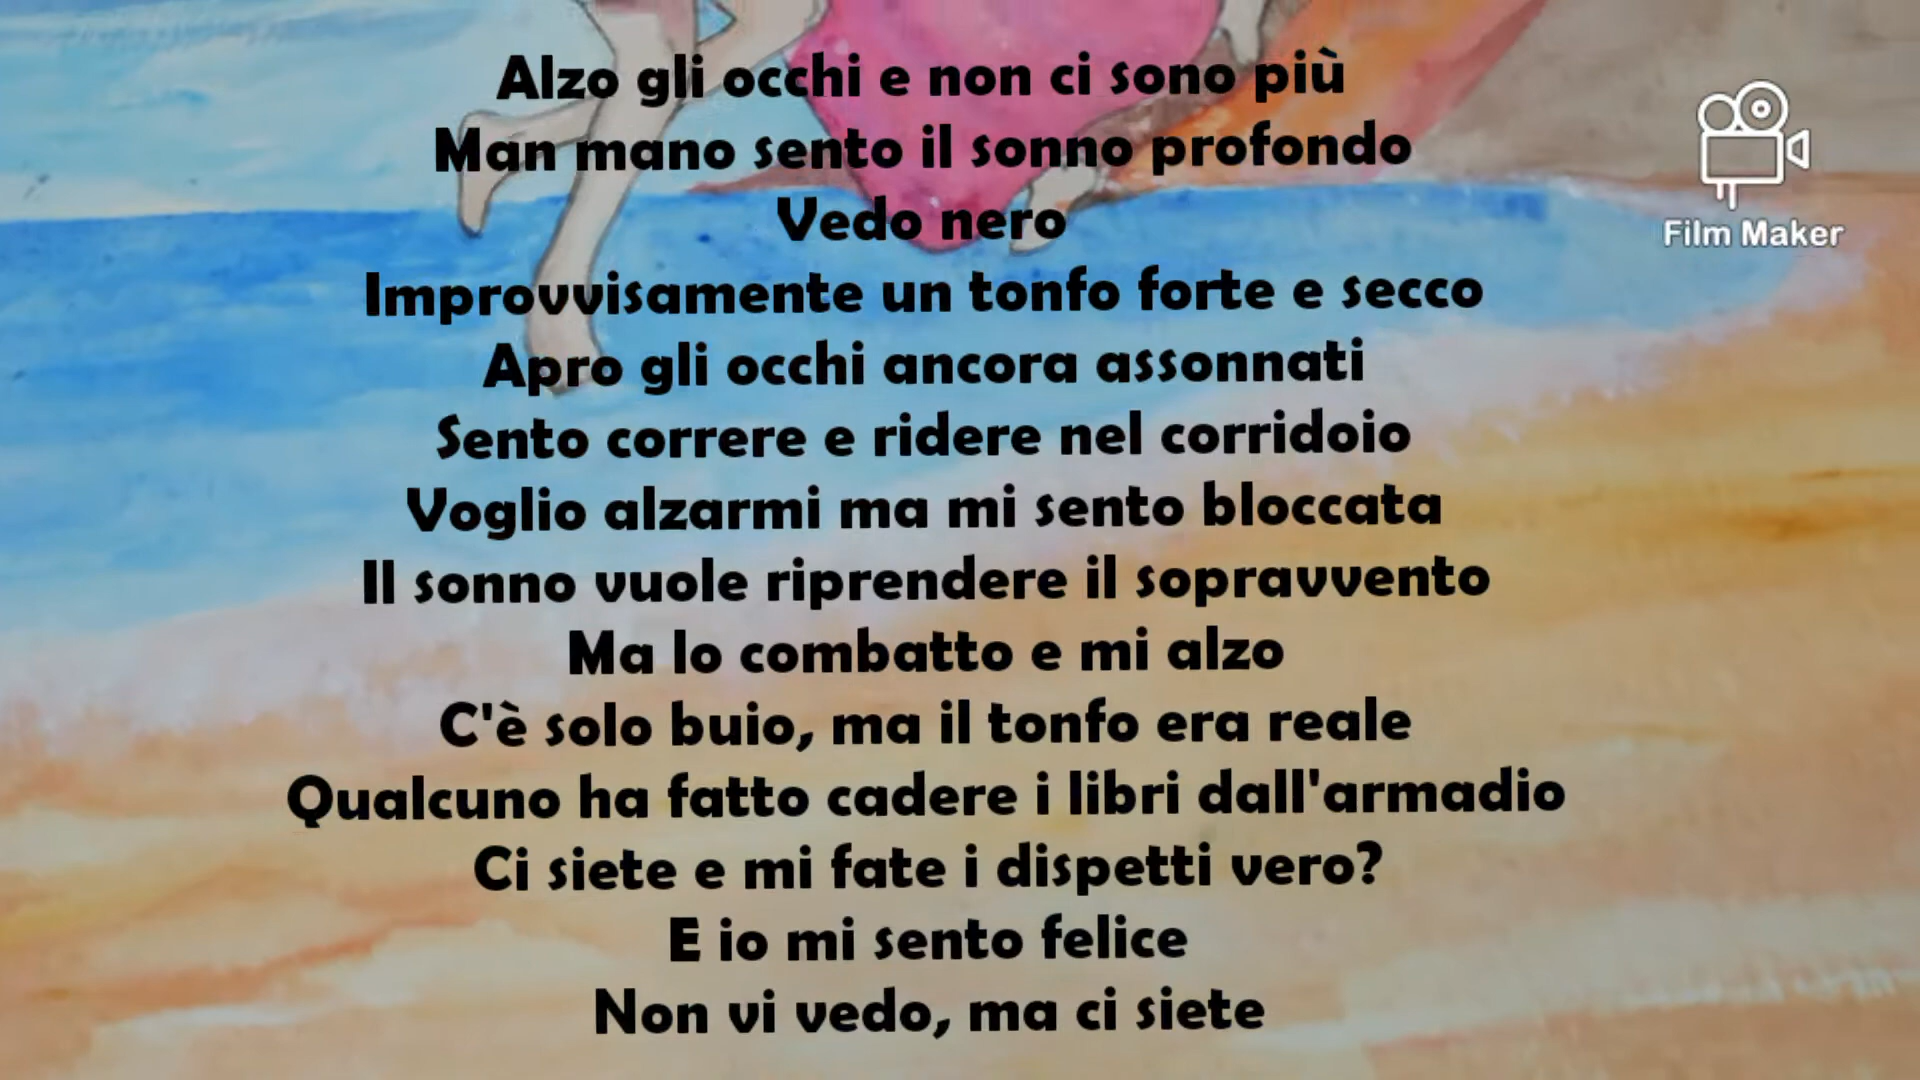 Alzo gli occhi e non ci sono più
Man mano sento il sonno profondo
Vedo nero
Improvvisamente un tonfo forte e secco
Apro gli occhi ancora assonnati
Sento correre e ridere nel corridoio
Voglio alzarmi ma mi sento bloccata
Il sonno vuole riprendere il sopravvento
Ma lo combatto e mi alzo
C'è solo buio, ma il tonfo era reale
Qualcuno ha fatto cadere i libri dall'armadio
Ci siete e mi fate i dispetti vero?
E io mi sento felice
Non vi vedo, ma ci siete
Film Maker